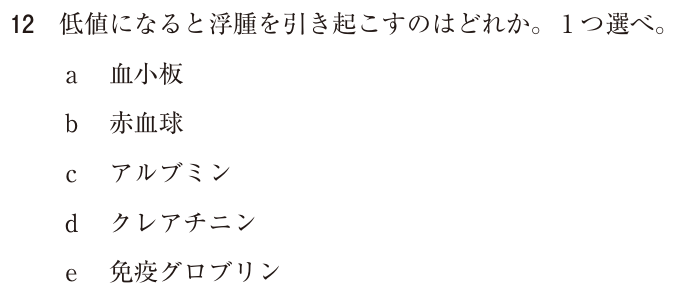 12 低値になると浮腫を引き起こすのはどれか。1つ選べ。
a 血小板
b 赤血球
c アルブミン
d クレアチニン
e 免疫グロブリン